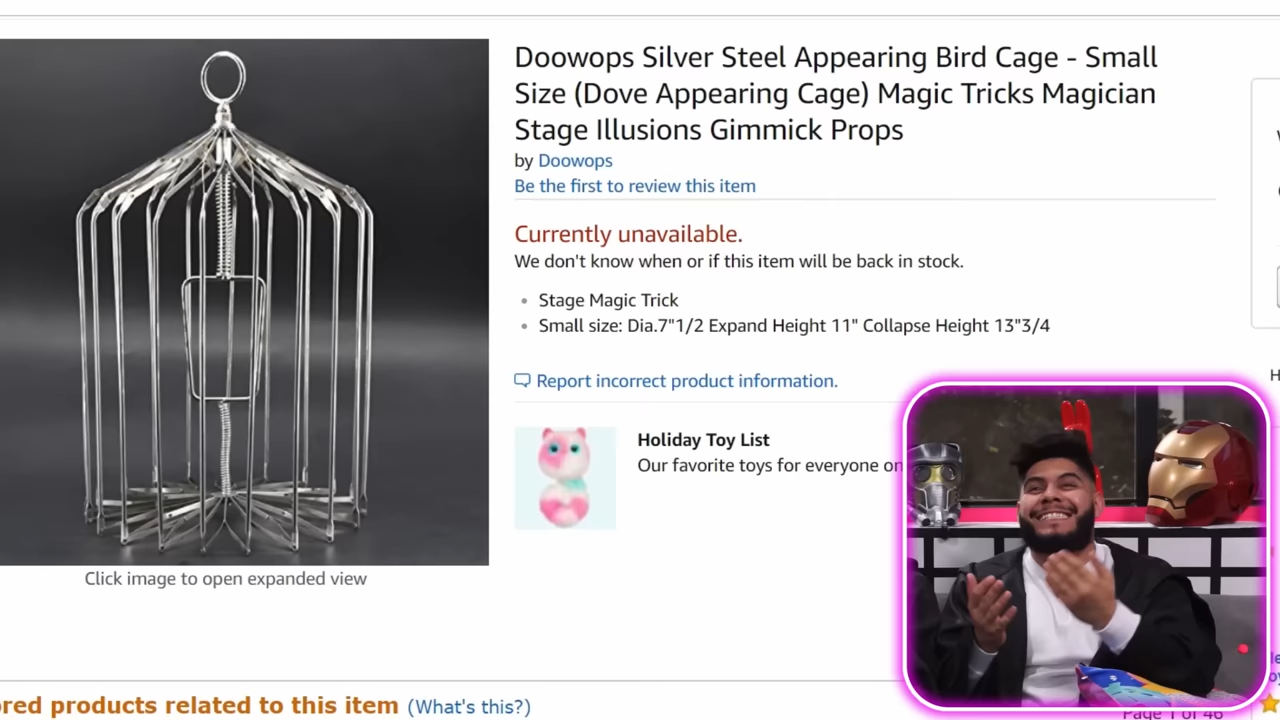 Doowops Silver Steel Appearing Bird Cage - Small
Size (Dove Appearing Cage) Magic Tricks Magician
Stage Illusions Gimmick Props
by Doowops
Be the first to review this item
Currently unavailable.
We don't know when or if this item will be back in stock.
• Stage Magic Trick
• Small size: Dia.7"1/2 Expand Height 11" Collapse Height 13"3/4
Report incorrect product information.
Holiday Toy List
Our favorite toys for everyone on
Click image to open expanded view
ored products related to this item (What's this?)
Page 1 of 46